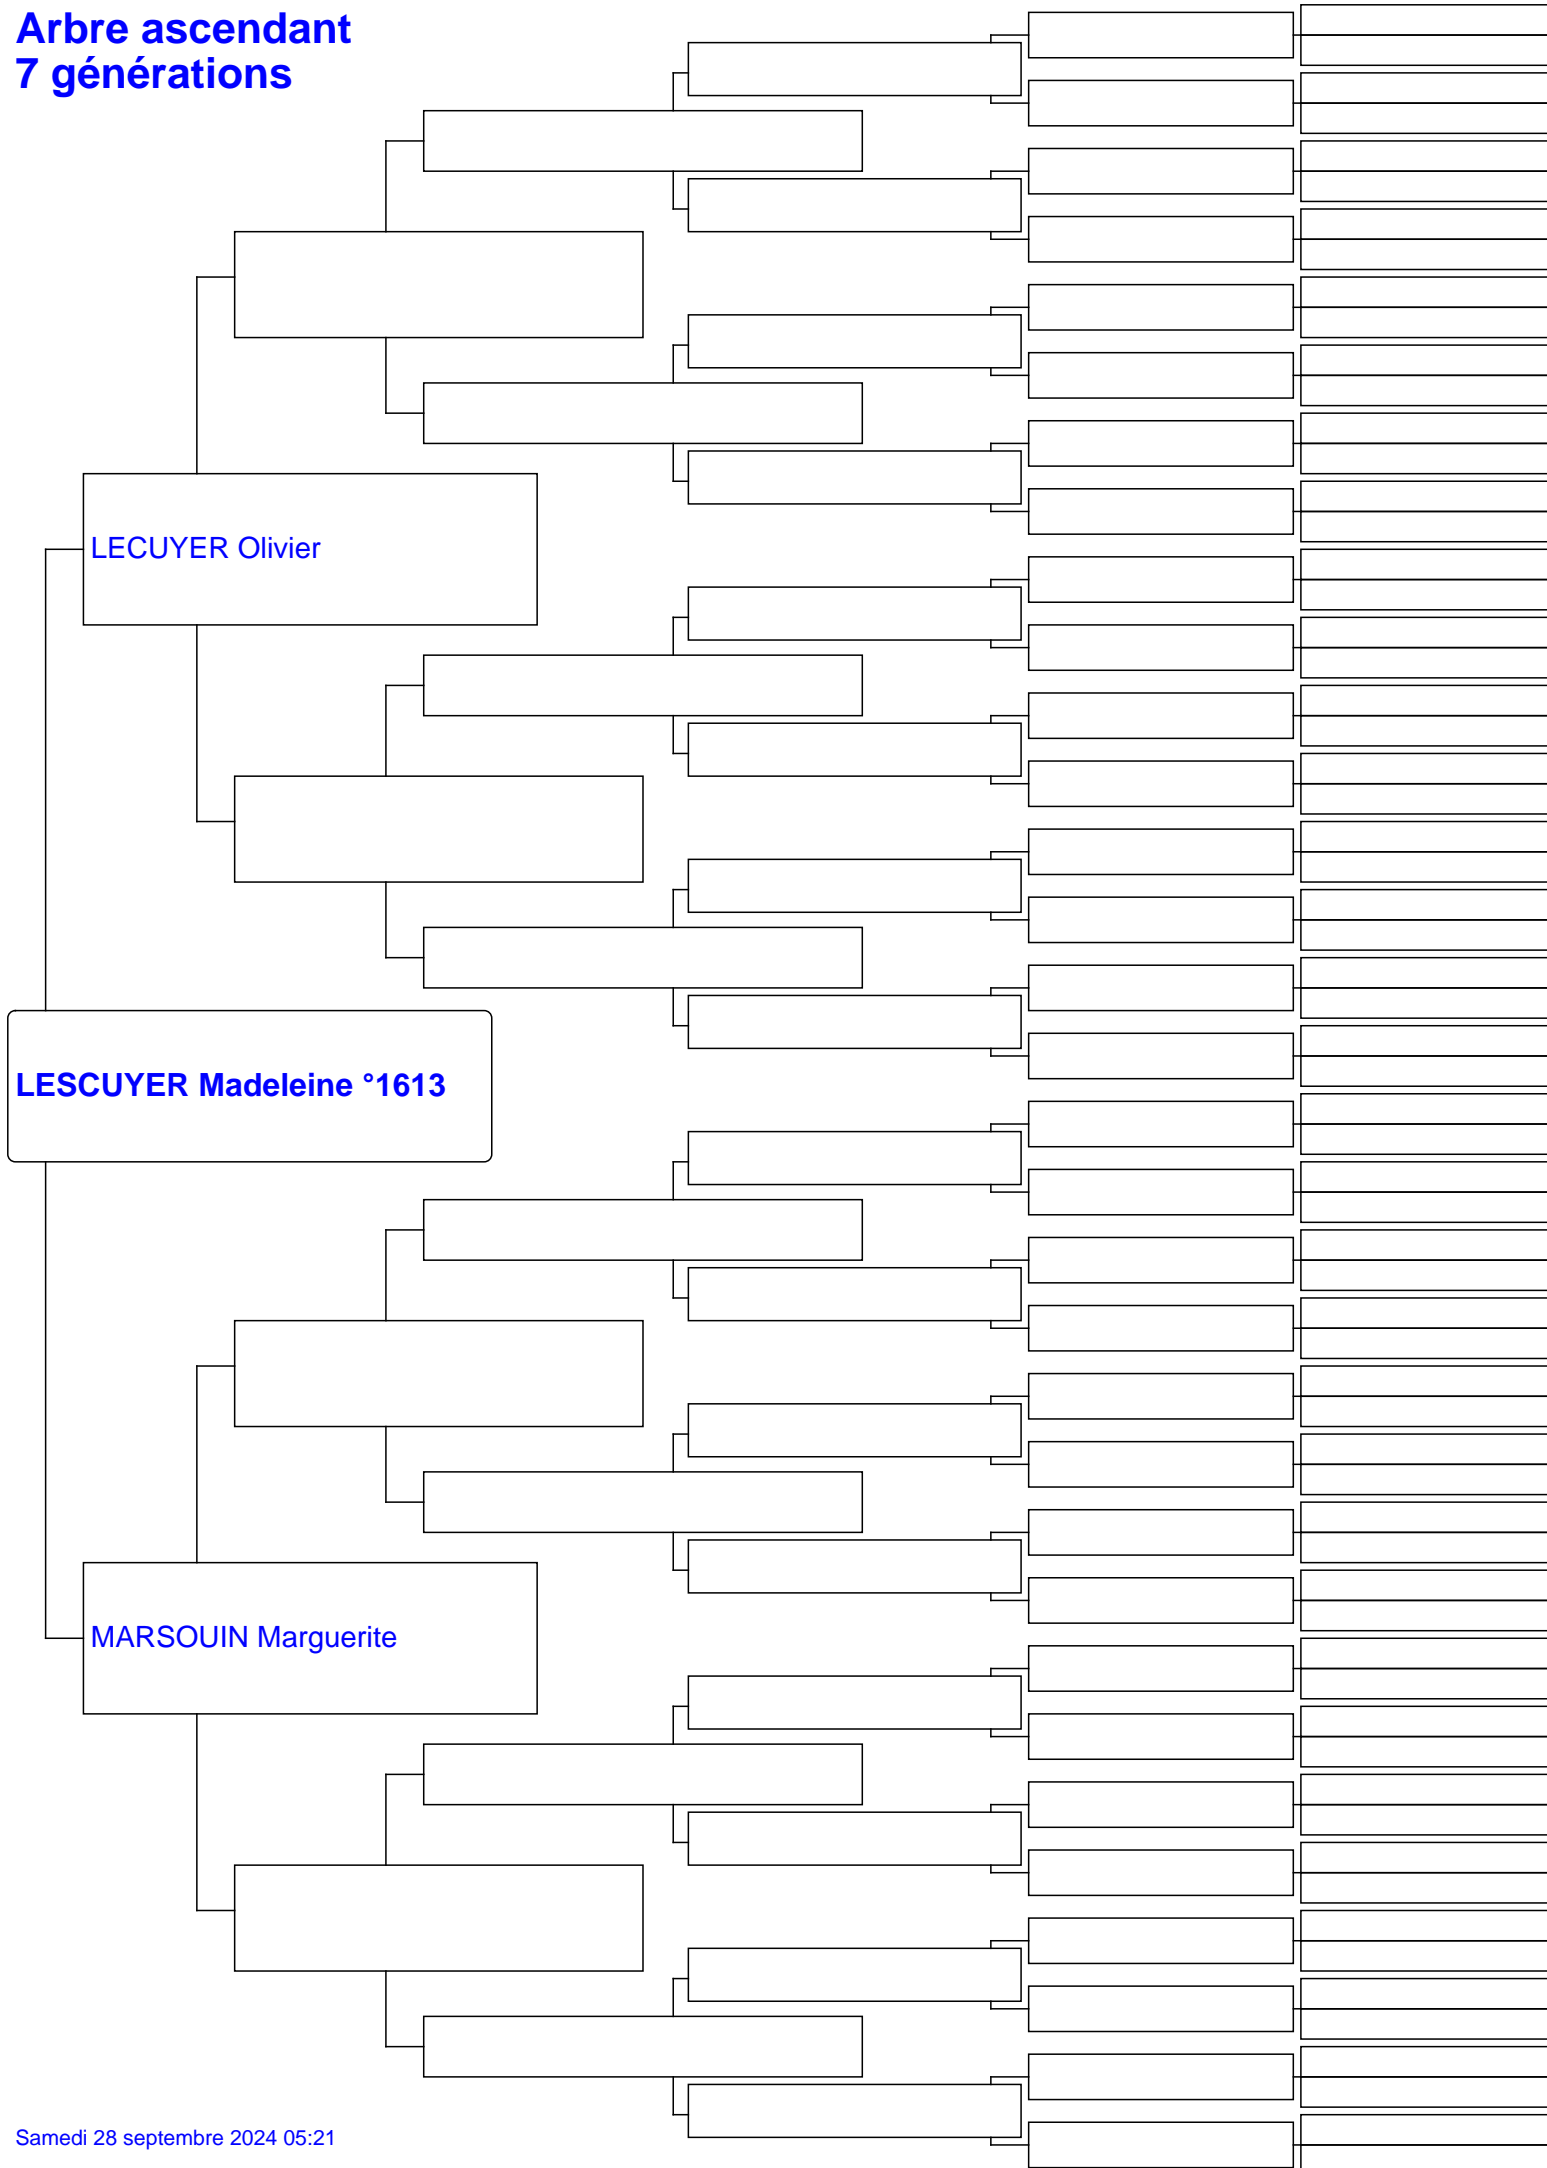 Arbre ascendant
7 générations
LECUYER Olivier
LESCUYER Madeleine °1613
MARSOUIN Marguerite
Samedi 28 septembre 2024 05:21